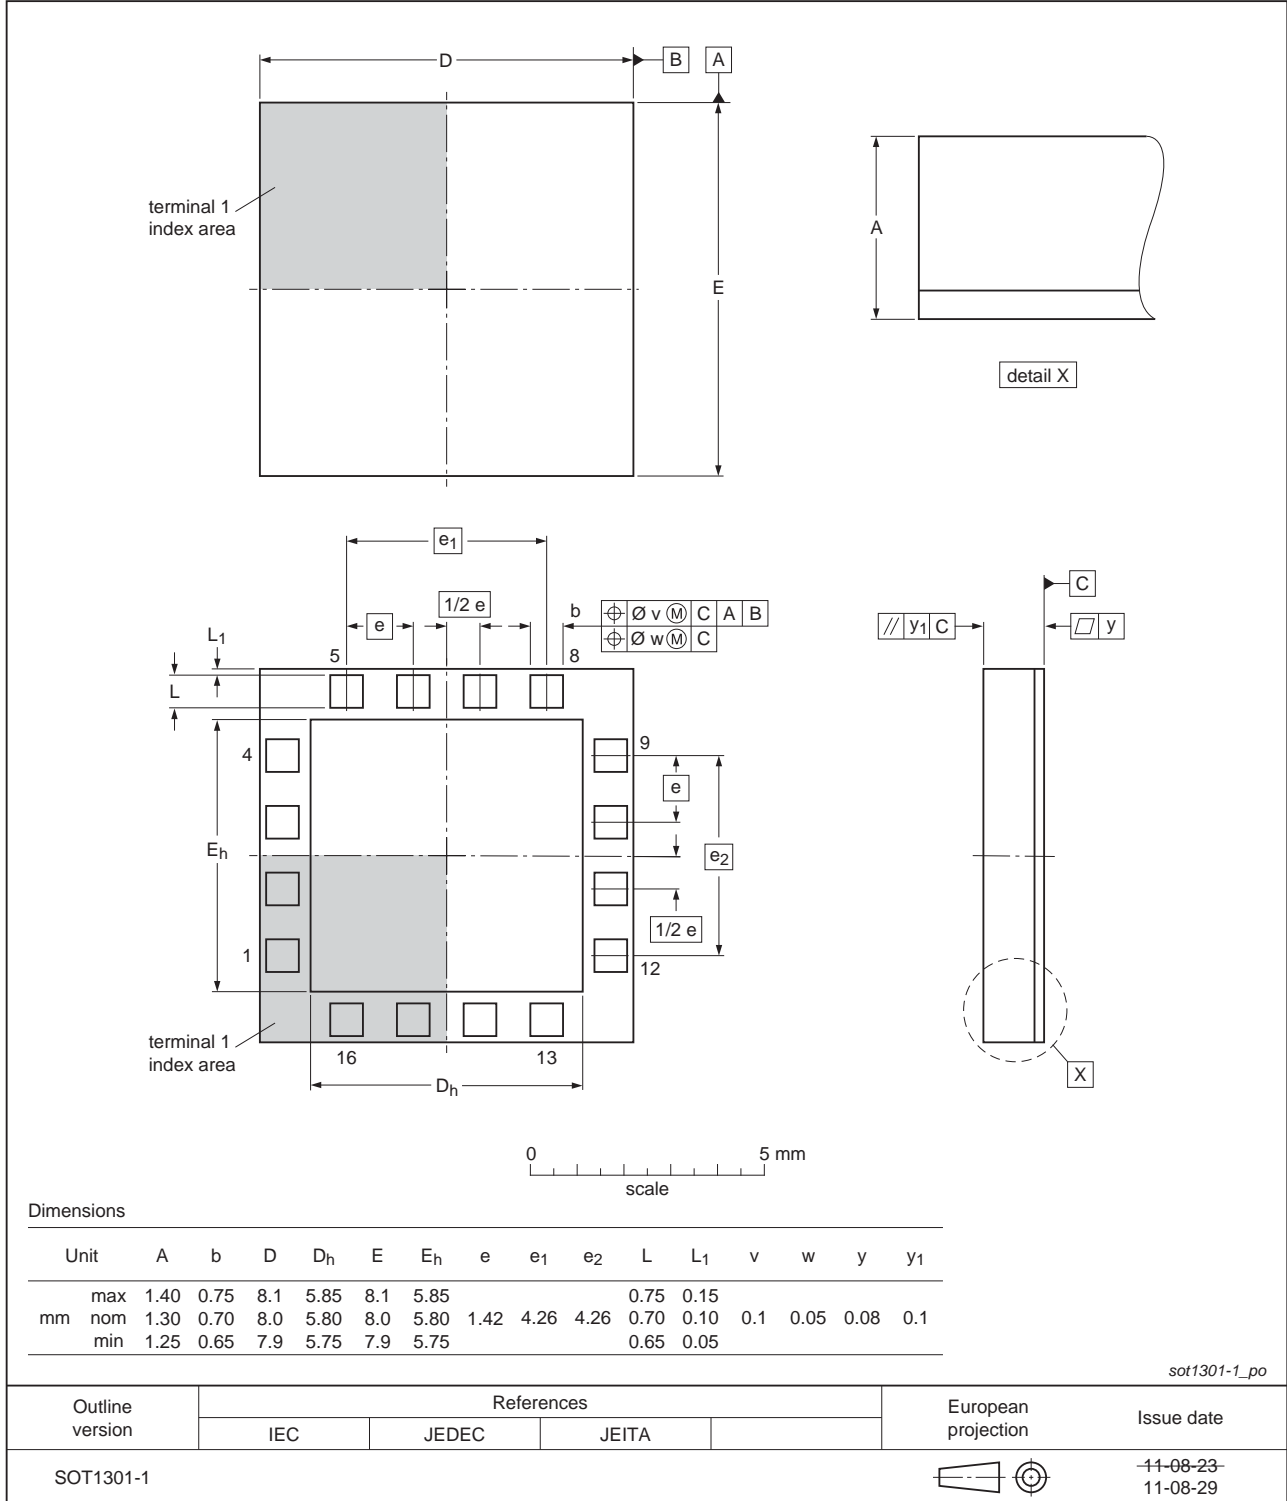 D
B
A
terminal 1
index area
E
A
detail X
e1
1/2 e
e
b
Ø v M C A B
Ø w M C
L1
L
5
8
4
9
e
Eh
e2
1/2 e
1
12
terminal 1
index area
16
13
Dh
C
// y1 C
y
X
0
5 mm
scale
Dimensions
Unit A b D Dh E Eh e e1 e2 L L1 v w y y1
max 1.40 0.75 8.1 5.85 8.1 5.85 0.75 0.15
mm nom 1.30 0.70 8.0 5.80 8.0 5.80 1.42 4.26 4.26 0.70 0.10 0.1 0.05 0.08 0.1
min 1.25 0.65 7.9 5.75 7.9 5.75 0.65 0.05
sot1301-1_po
Outline
version
References
IEC JEDEC JEITA
European
projection
Issue date
SOT1301-1
11-08-23
11-08-29